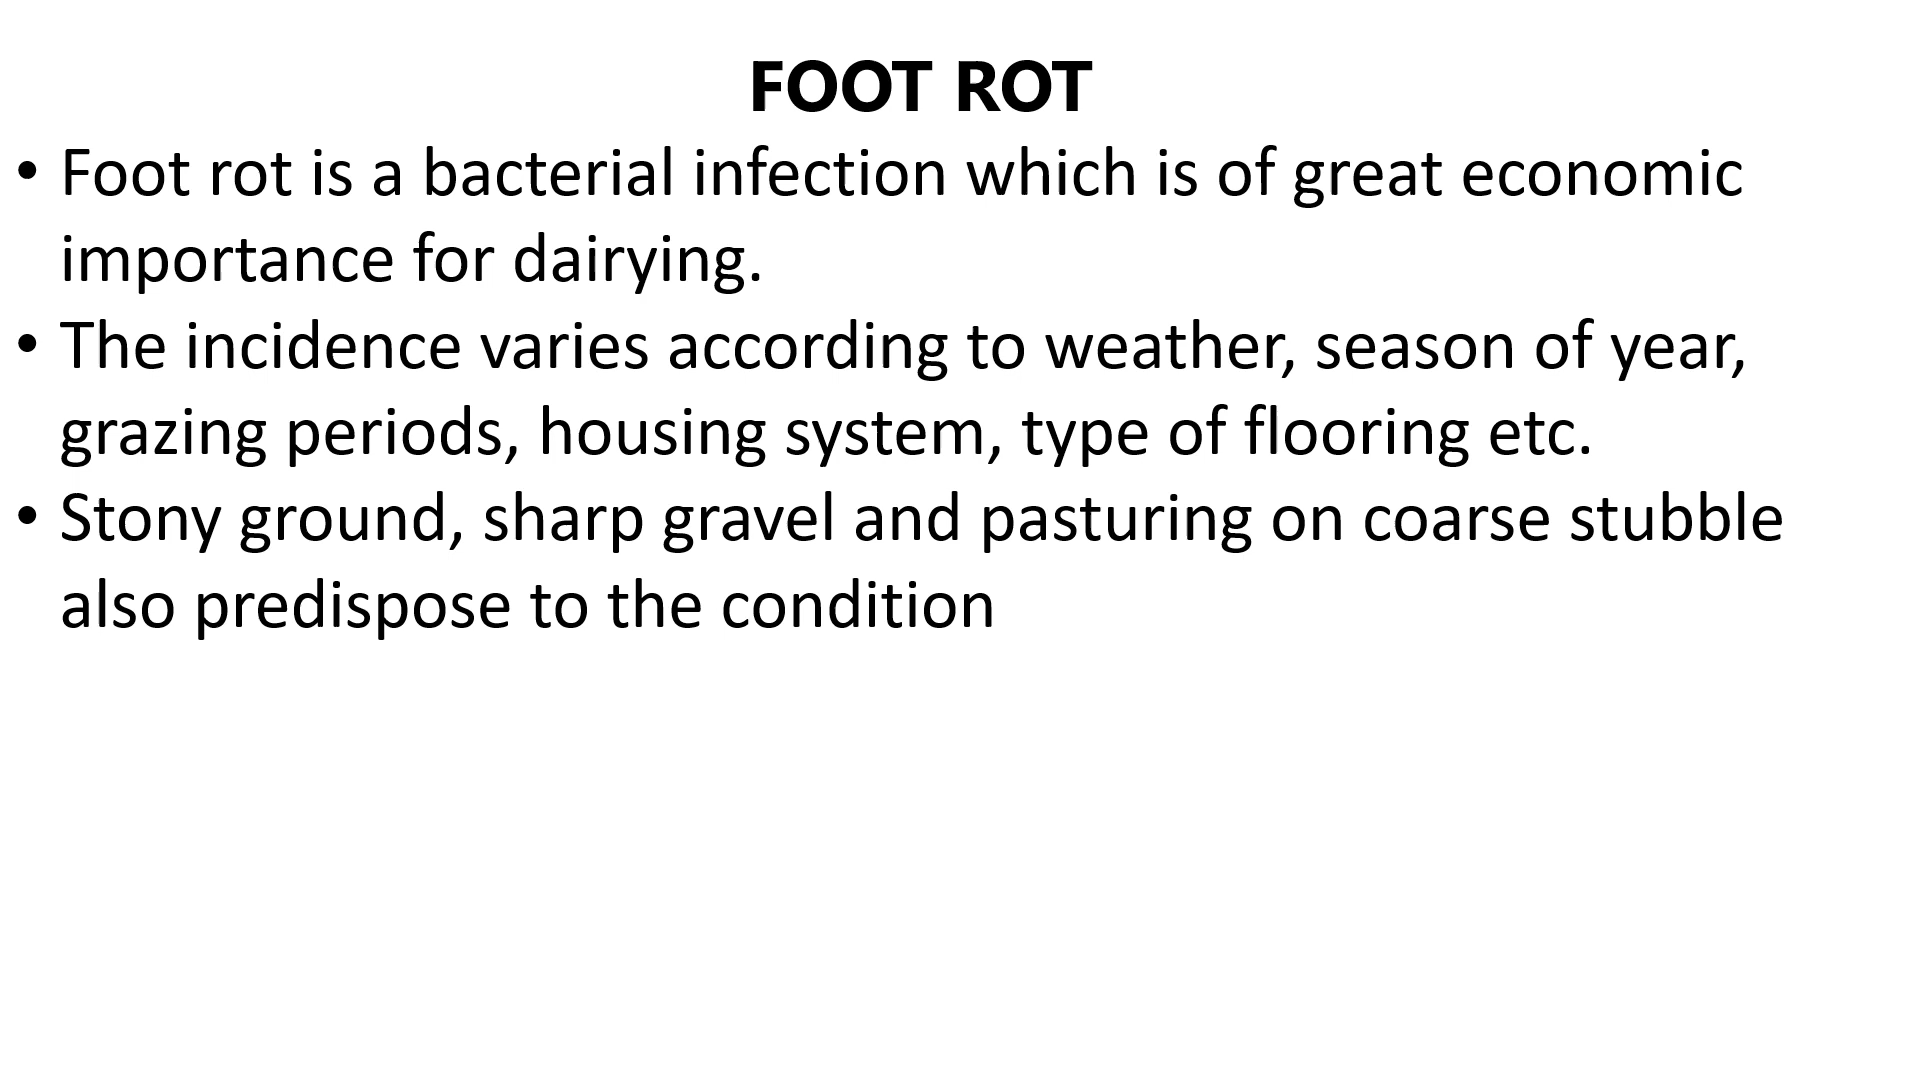 FOOT ROT
• Foot rot is a bacterial infection which is of great economic
importance for dairying.
• The incidence varies according to weather, season of year,
grazing periods, housing system, type of flooring etc.
• Stony ground, sharp gravel and pasturing on coarse stubble
also predispose to the condition